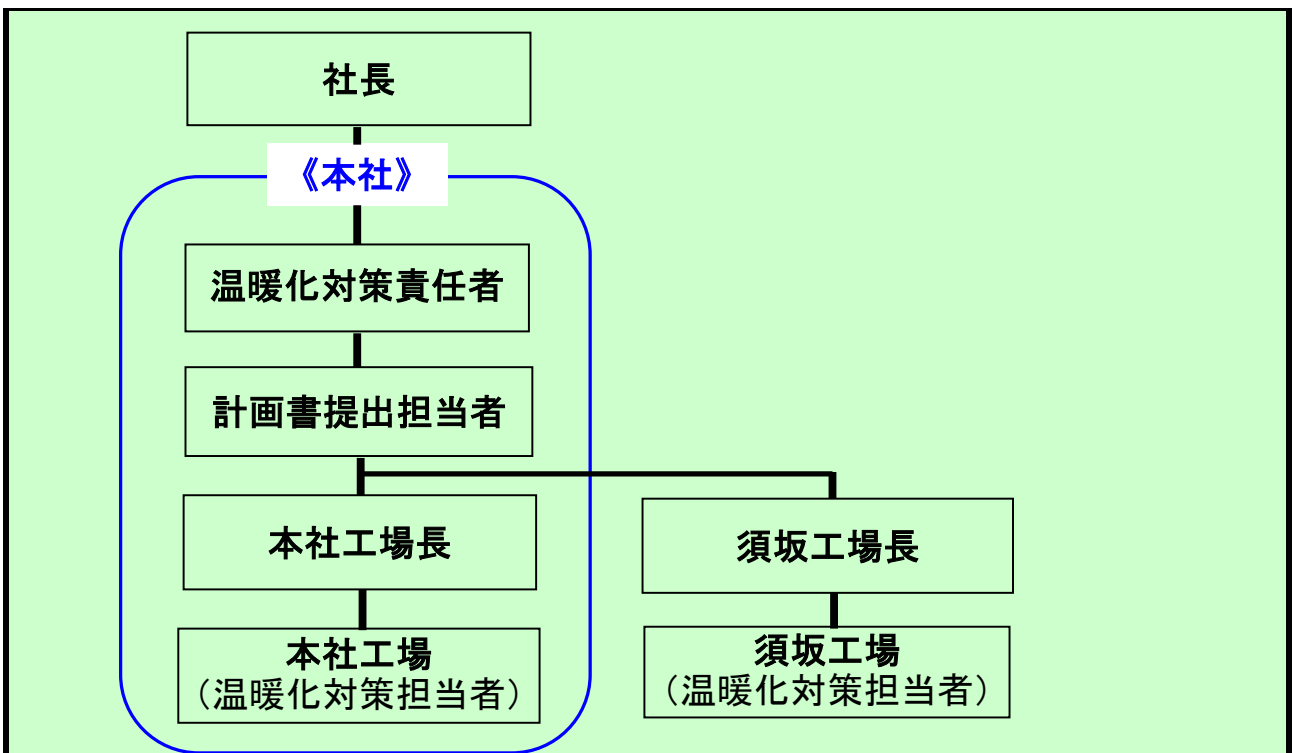 社長
《本社》
温暖化対策責任者
計画書提出担当者
本社工場長
須坂工場長
本社工場
（温暖化対策担当者）
須坂工場
（温暖化対策担当者）